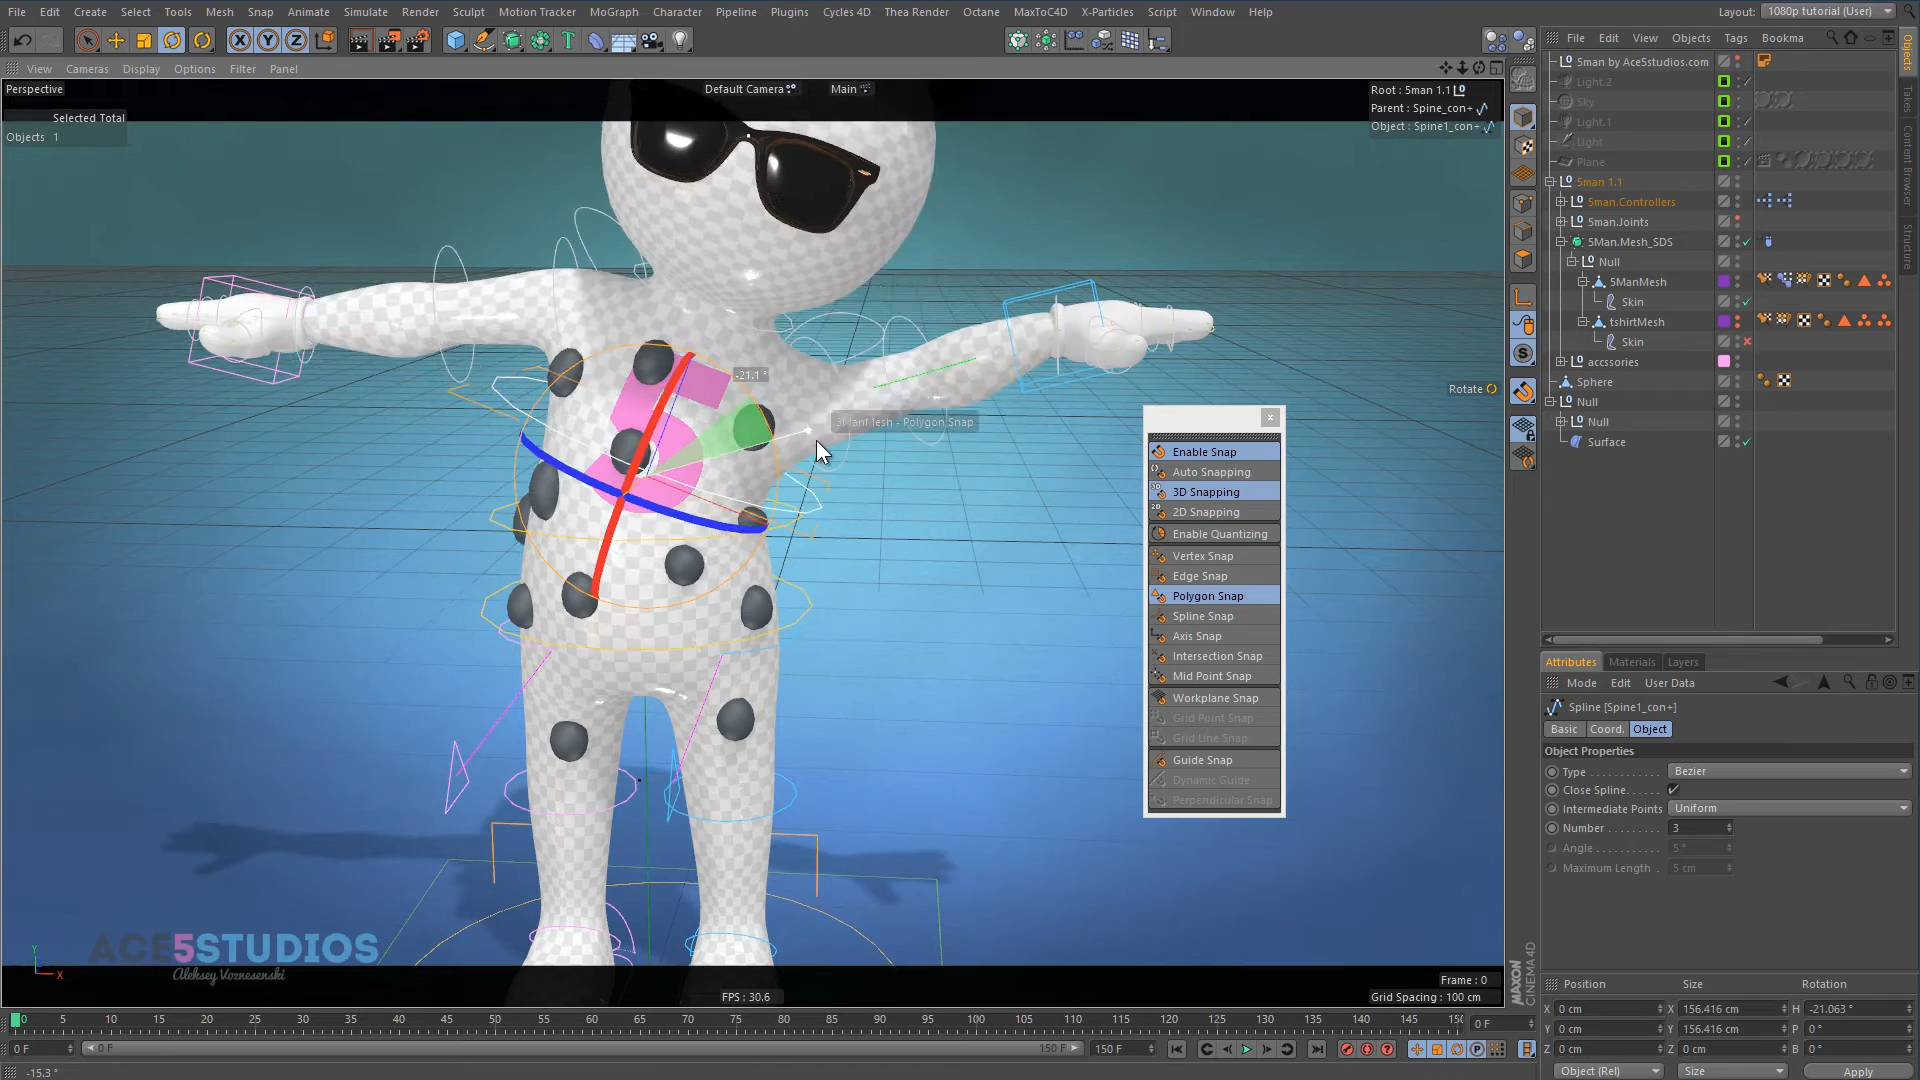 File Edit Create Select Tools Mesh Snap Animate Simulate Render Sculpt Motion Tracker MoGraph Character Pipeline Plugins Cycles 4D Thea Render Octane MaxToC4D X-Particles Script Window Help Layout: 1080p tutorial (User)
X Y Z T
File Edit View Objects Tags Bookma
View Cameras Display Options Filter Panel
Perspective Default Camera Main Root : 5man 1.1
Parent : Spine_con+
Object : Spine1_con+
Selected Total
Objects 1
5man by Ace5studios.com
Light.2
Sky
Light.1
Light
Plane
5man 1.1
5man.Controllers
5man.Joints
5Man.Mesh_SDS
Null
5ManMesh
Skin
tshirtMesh
Skin
accssories
Sphere
Null
Null
Surface
Objects
Takes
Content Browser
Structure
-21.1 °
Rotate
Polygon Snap
Enable Snap
Auto Snapping
3D Snapping
2D Snapping
Enable Quantizing
Vertex Snap
Edge Snap
Polygon Snap
Spline Snap
Axis Snap
Intersection Snap
Mid Point Snap
Workplane Snap
Grid Point Snap
Grid Line Snap
Guide Snap
Dynamic Guide
Perpendicular Snap
Attributes Materials Layers
Mode Edit User Data
Spline [Spine1_con+]
Basic Coord. Object
Object Properties
Type Bezier
Close Spline
Intermediate Points Uniform
Number 3
Angle 5 °
Maximum Length 5 cm
ACE5STUDIOS
Aleksey Voznesenski
Y
X
FPS : 30.6
Frame : 0
Grid Spacing : 100 cm
MAXON
CINEMA 4D
0 5 10 15 20 25 30 35 40 45 50 55 60 65 70 75 80 85 90 95 100 105 110 115 120 125 130 135 140 145 150 0 F
0 F 0 F 150 F 150 F
Position Size Rotation
X 0 cm X 156.416 cm H -21.063 °
Y 0 cm Y 156.416 cm P 0 °
Z 0 cm Z 0 cm B 0 °
Object (Rel) Size Apply
-15.3 °